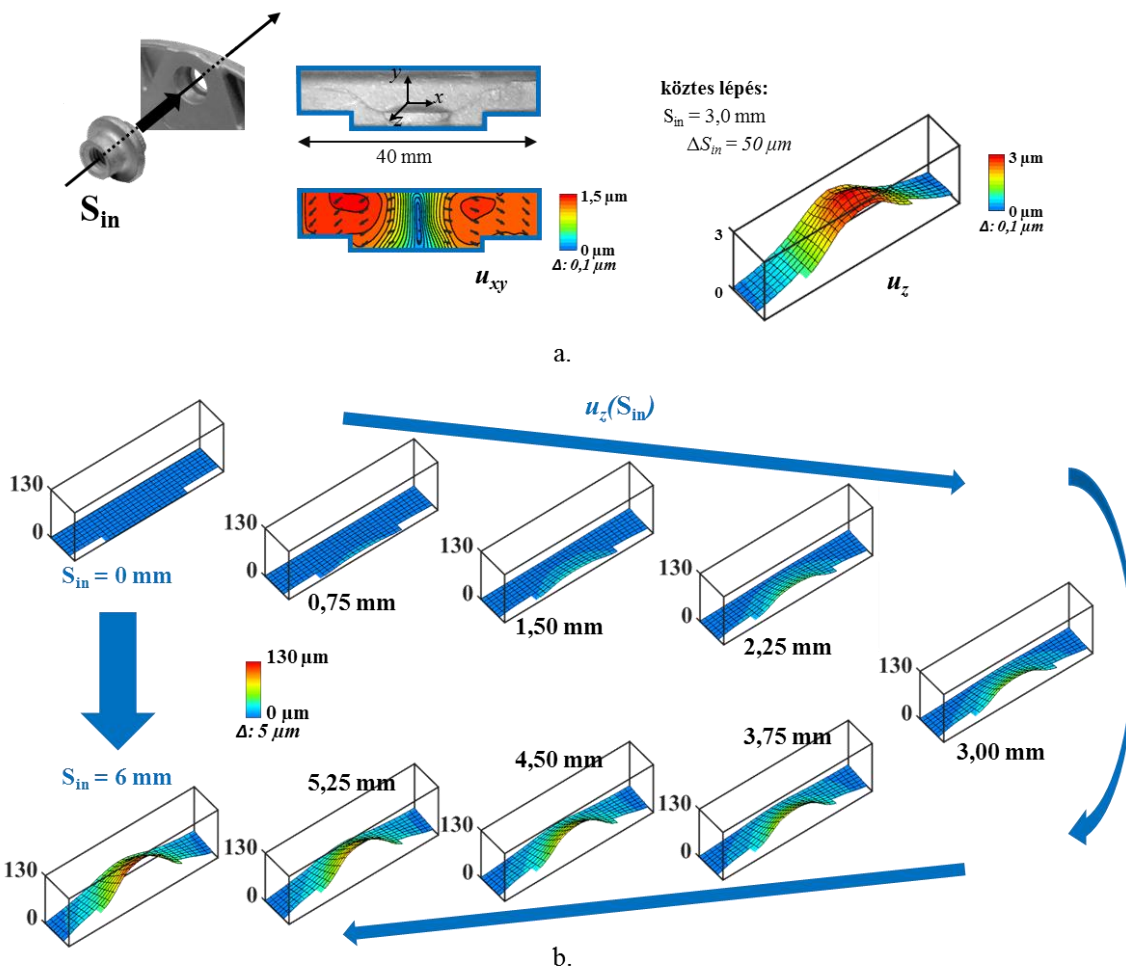 S_in
y
x
z
40 mm
1,5 µm
0 µm
Δ: 0,1 µm
u_xy
köztes lépés:
S_in = 3,0 mm
ΔS_in = 50 µm
3
0
3 µm
0 µm
Δ: 0,1 µm
u_z
a.
u_z(S_in)
130
0
S_in = 0 mm
130
0
0,75 mm
130
0
1,50 mm
130
0
2,25 mm
130
0
3,00 mm
130 µm
0 µm
Δ: 5 µm
3,75 mm
130
0
4,50 mm
130
0
5,25 mm
130
0
S_in = 6 mm
130
0
b.